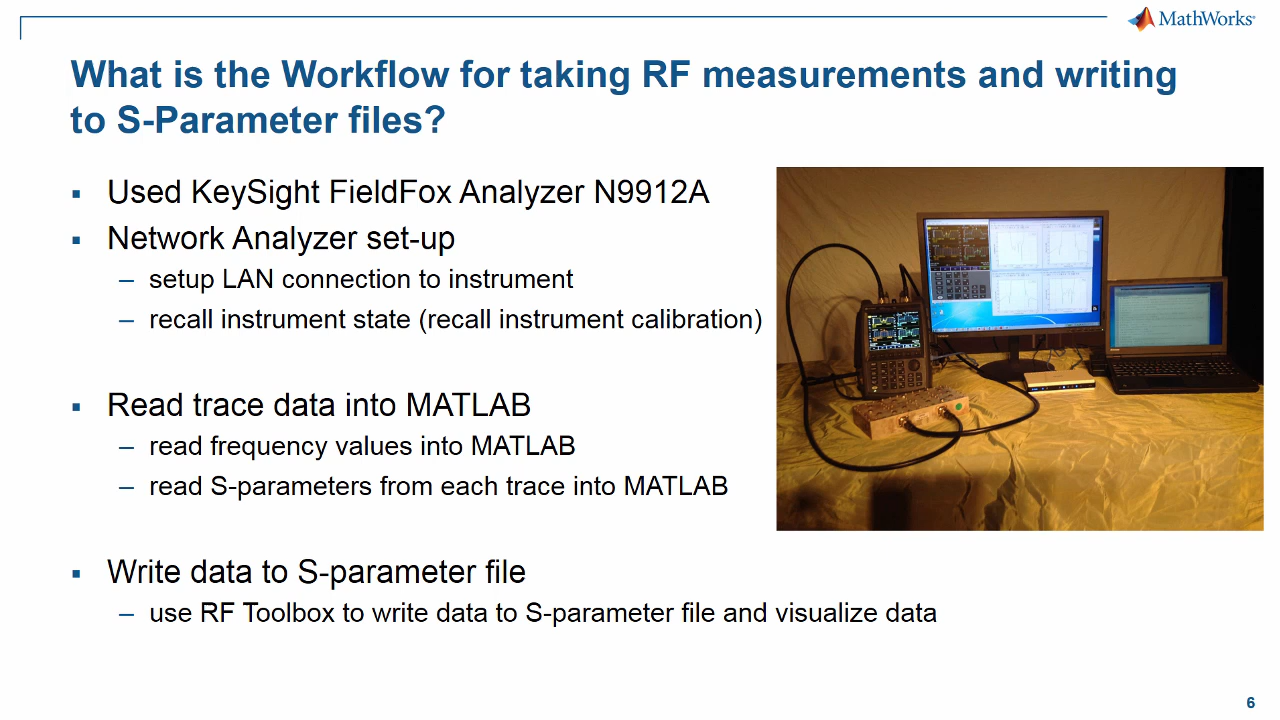 MathWorks®
What is the Workflow for taking RF measurements and writing
to S-Parameter files?
▪ Used KeySight FieldFox Analyzer N9912A
▪ Network Analyzer set-up
– setup LAN connection to instrument
– recall instrument state (recall instrument calibration)
▪ Read trace data into MATLAB
– read frequency values into MATLAB
– read S-parameters from each trace into MATLAB
▪ Write data to S-parameter file
– use RF Toolbox to write data to S-parameter file and visualize data
6